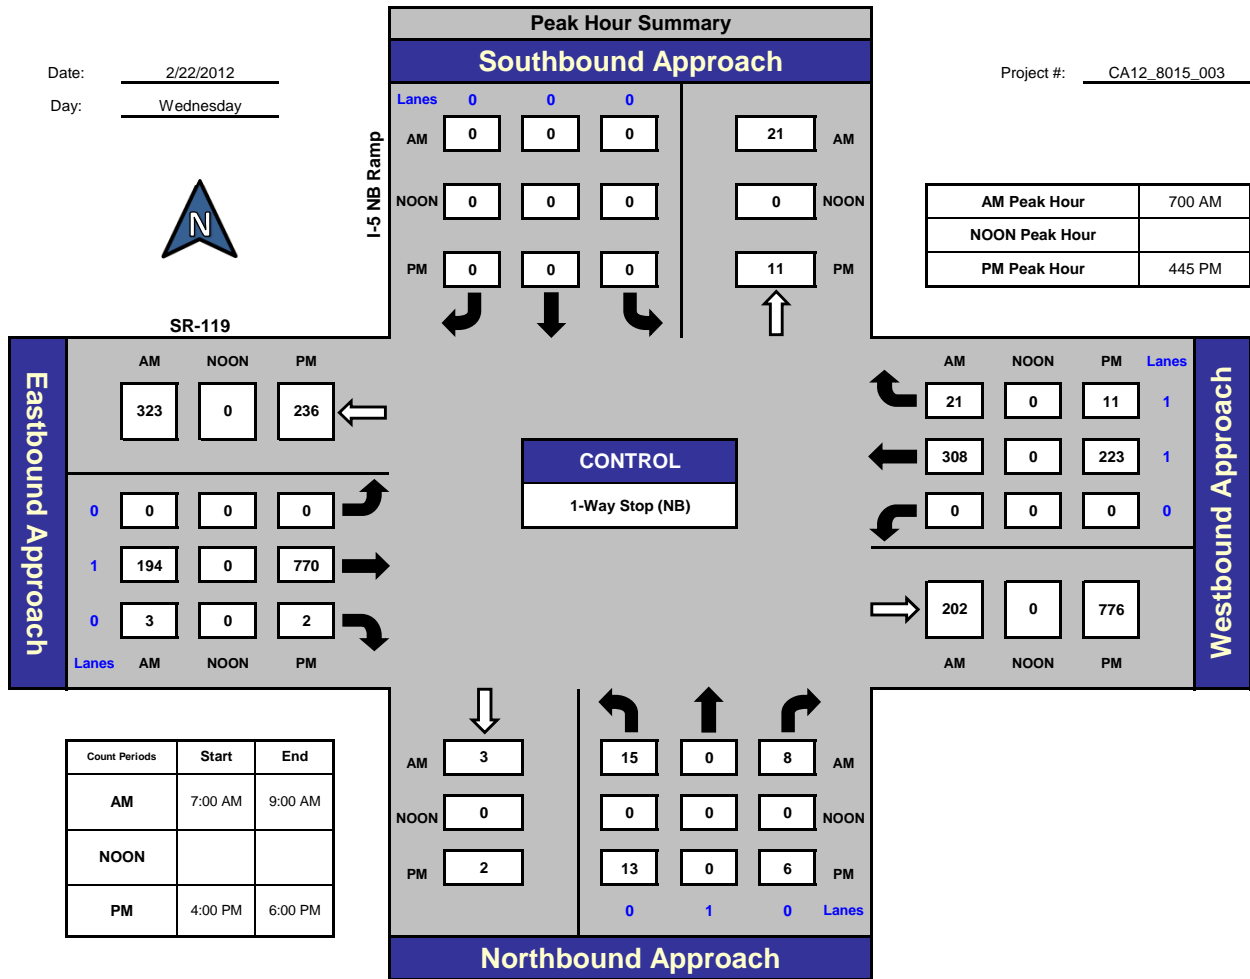 Peak Hour Summary
Southbound Approach
Date: 2/22/2012
Day: Wednesday
Project #: CA12_8015_003
N
I-5 NB Ramp
Lanes 0 0 0
AM 0 0 0 21 AM
NOON 0 0 0 0 NOON
PM 0 0 0 11 PM
AM Peak Hour 700 AM
NOON Peak Hour
PM Peak Hour 445 PM
SR-119
Eastbound Approach
AM NOON PM
323 0 236
0 0 0 0
1 194 0 770
0 3 0 2
Lanes AM NOON PM
CONTROL
1-Way Stop (NB)
AM NOON PM Lanes
21 0 11 1
308 0 223 1
0 0 0 0
202 0 776
AM NOON PM
Westbound Approach
Count Periods Start End
AM 7:00 AM 9:00 AM
NOON
PM 4:00 PM 6:00 PM
AM 3 15 0 8 AM
NOON 0 0 0 0 NOON
PM 2 13 0 6 PM
0 1 0 Lanes
Northbound Approach